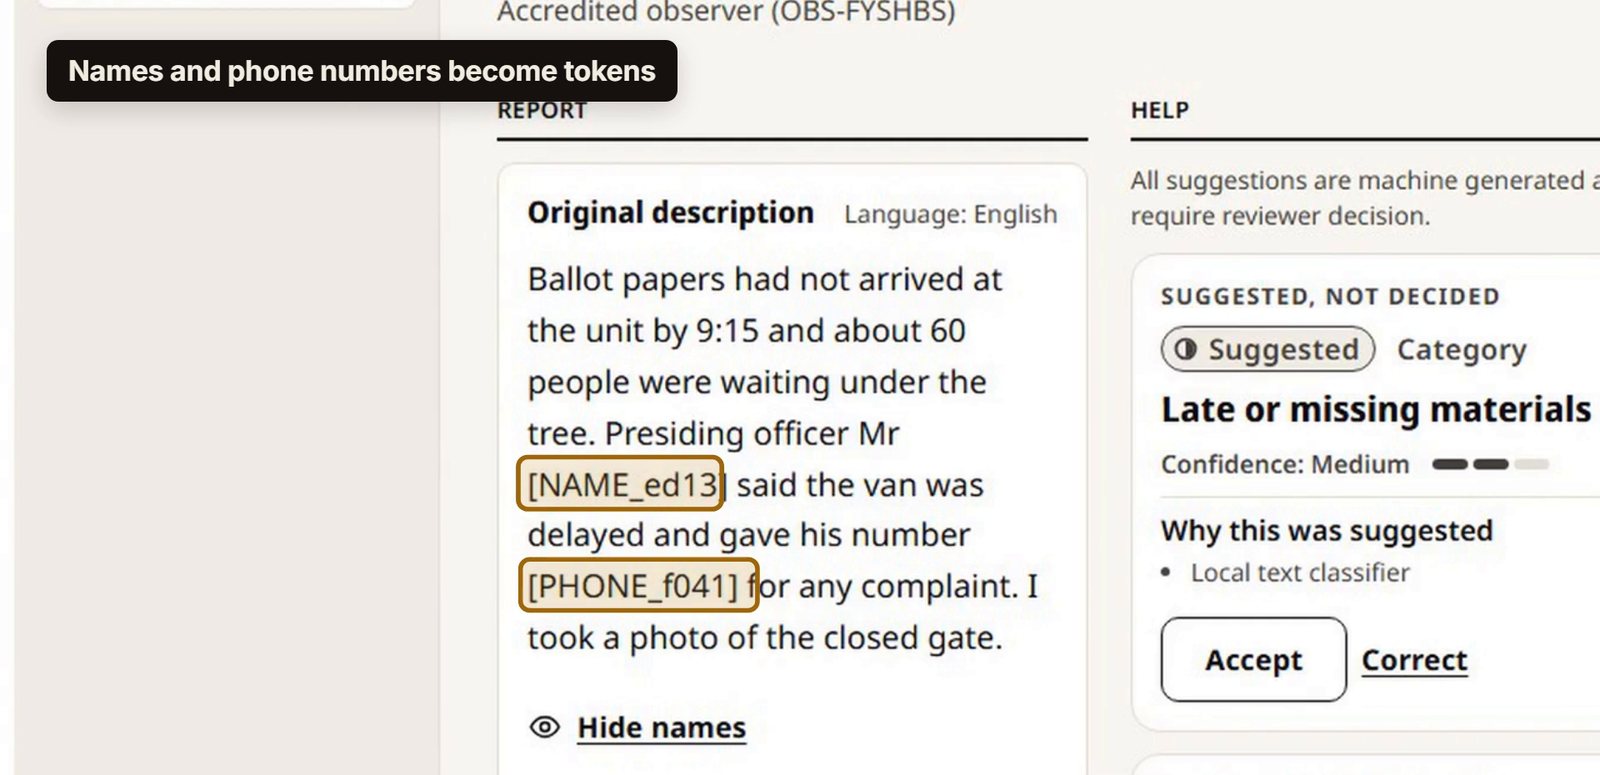 Accredited observer (OBS-FYSHBS)
Names and phone numbers become tokens
REPORT
Original description Language: English
Ballot papers had not arrived at
the unit by 9:15 and about 60
people were waiting under the
tree. Presiding officer Mr
[NAME_ed13] said the van was
delayed and gave his number
[PHONE_f041] for any complaint. I
took a photo of the closed gate.
Hide names
HELP
All suggestions are machine generated a
require reviewer decision.
SUGGESTED, NOT DECIDED
Suggested Category
Late or missing materials
Confidence: Medium
Why this was suggested
• Local text classifier
Accept Correct